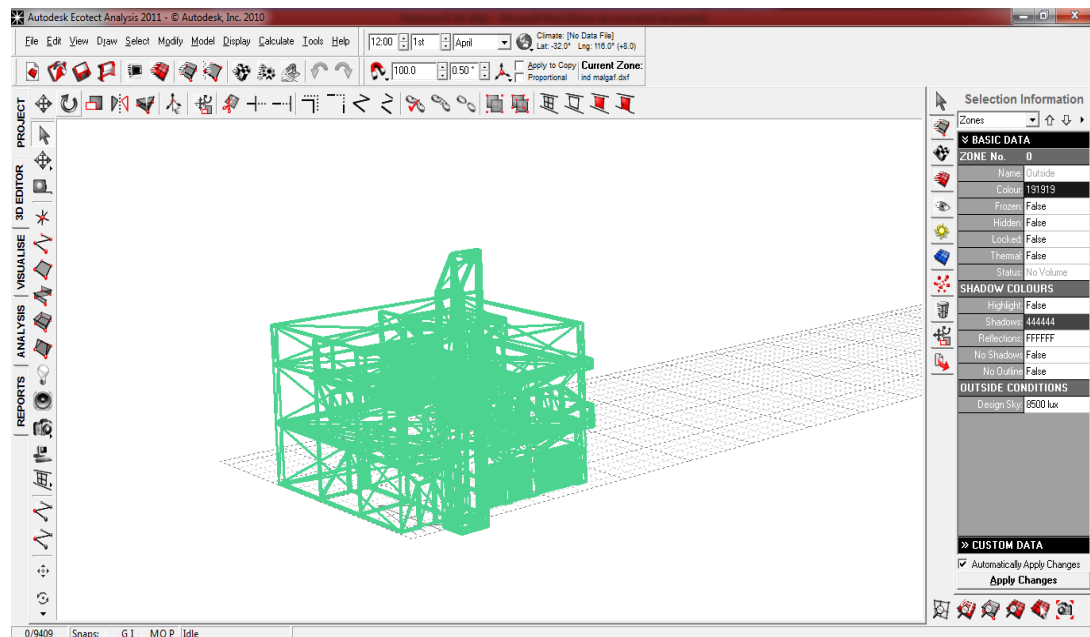 Autodesk Ecotect Analysis 2011 - © Autodesk, Inc. 2010
File Edit View Draw Select Modify Model Display Calculate Tools Help
12:00 1st April
Climate: [No Data File]
Lat: -32.0° Lng: 116.0° (+8.0)
100.0 0.50 °
Apply to Copy
Proportional
Current Zone:
ind malgaf.dxf
PROJECT
3D EDITOR
VISUALISE
ANALYSIS
REPORTS
Selection Information
Zones
BASIC DATA
ZONE No. 0
Name: Outside
Colour: 191919
Frozen: False
Hidden: False
Locked: False
Thermal: False
Status: No Volume
SHADOW COLOURS
Highlight: False
Shadows: 444444
Reflections: FFFFFF
No Shadows False
No Outline False
OUTSIDE CONDITIONS
Design Sky: 8500 lux
CUSTOM DATA
Automatically Apply Changes
Apply Changes
0/9409 Snaps: G I M O P Idle